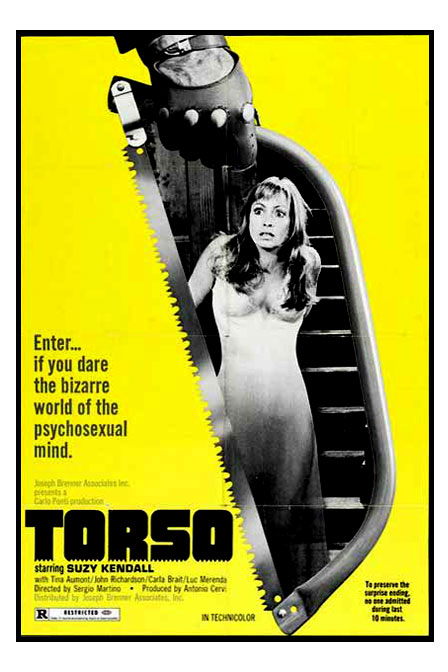 Enter...
if you dare
the bizarre
world of the
psychosexual
mind.
Joseph Brenner Associates Inc.
presents a
Carlo Ponti production
TORSO
starring SUZY KENDALL
with Tina Aumont/John Richardson/Carla Brait/Luc Merenda
Directed by Sergio Martino • Produced by Antonio Cervi
Distributed by Joseph Brenner Associates, Inc.
R RESTRICTED
IN TECHNICOLOR
To preserve the
surprise ending,
no one admitted
during last
10 minutes.